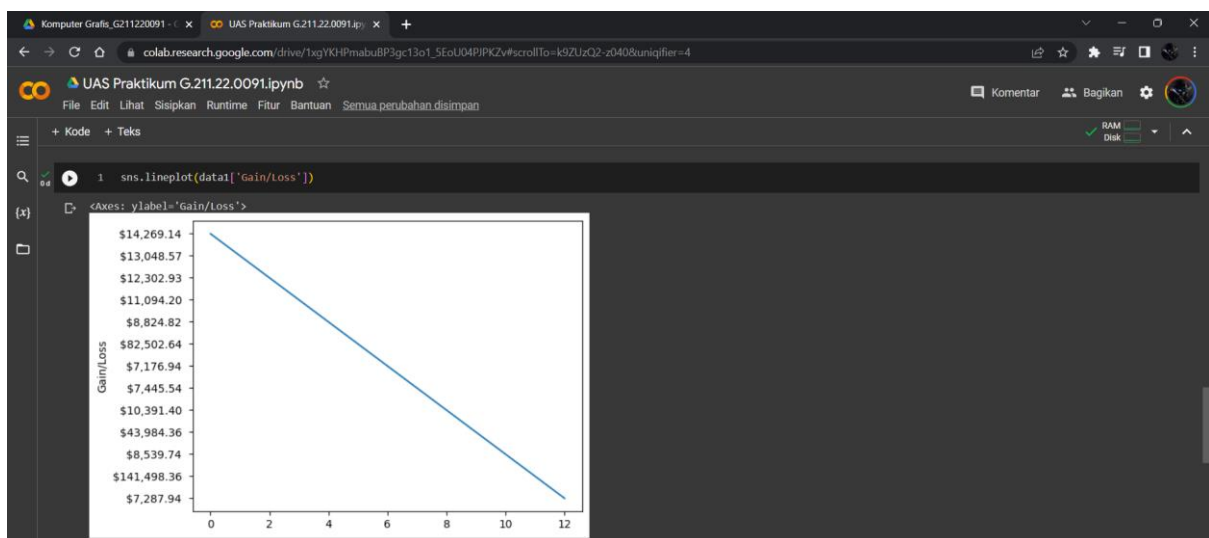 Komputer Grafis_G211220091 - C
UAS Praktikum G.211.22.0091.ipy
colab.research.google.com/drive/1xgYKHPmabuBP3gc13o1_5EoU04PJPKZv#scrollTo=k9ZUzQ2-z040&uniqifier=4
UAS Praktikum G.211.22.0091.ipynb
File Edit Lihat Sisipkan Runtime Fitur Bantuan Semua perubahan disimpan
Komentar Bagikan
+ Kode + Teks
RAM
Disk
1 sns.lineplot(data1['Gain/Loss'])
0 d
{x}
<Axes: ylabel='Gain/Loss'>
Gain/Loss
$14,269.14
$13,048.57
$12,302.93
$11,094.20
$8,824.82
$82,502.64
$7,176.94
$7,445.54
$10,391.40
$43,984.36
$8,539.74
$141,498.36
$7,287.94
0 2 4 6 8 10 12